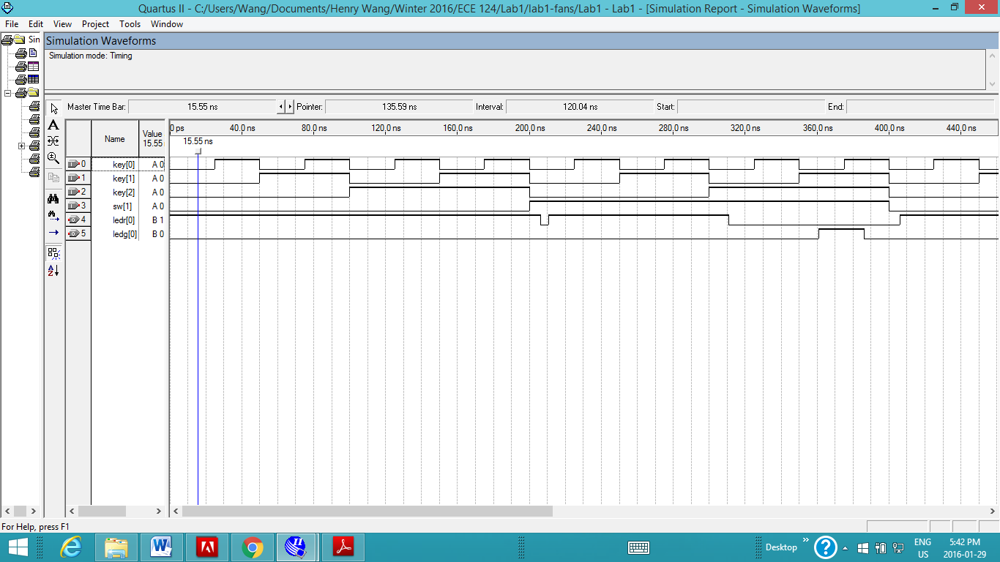 Quartus II - C:/Users/Wang/Documents/Henry Wang/Winter 2016/ECE 124/Lab1/lab1-fans/Lab1 - Lab1 - [Simulation Report - Simulation Waveforms]
File Edit View Project Tools Window
Sin
Simulation Waveforms
Simulation mode: Timing
Master Time Bar: 15.55 ns Pointer: 135.59 ns Interval: 120.04 ns Start: End:
Name
Value
15.55
0 ps 40.0 ns 80.0 ns 120.0 ns 160.0 ns 200.0 ns 240.0 ns 280.0 ns 320.0 ns 360.0 ns 400.0 ns 440.0 ns
15.55 ns
0 key[0] A 0
1 key[1] A 0
2 key[2] A 0
3 sw[1] A 0
4 ledr[0] B 1
5 ledg[0] B 0
For Help, press F1
Desktop
ENG
US
5:42 PM
2016-01-29